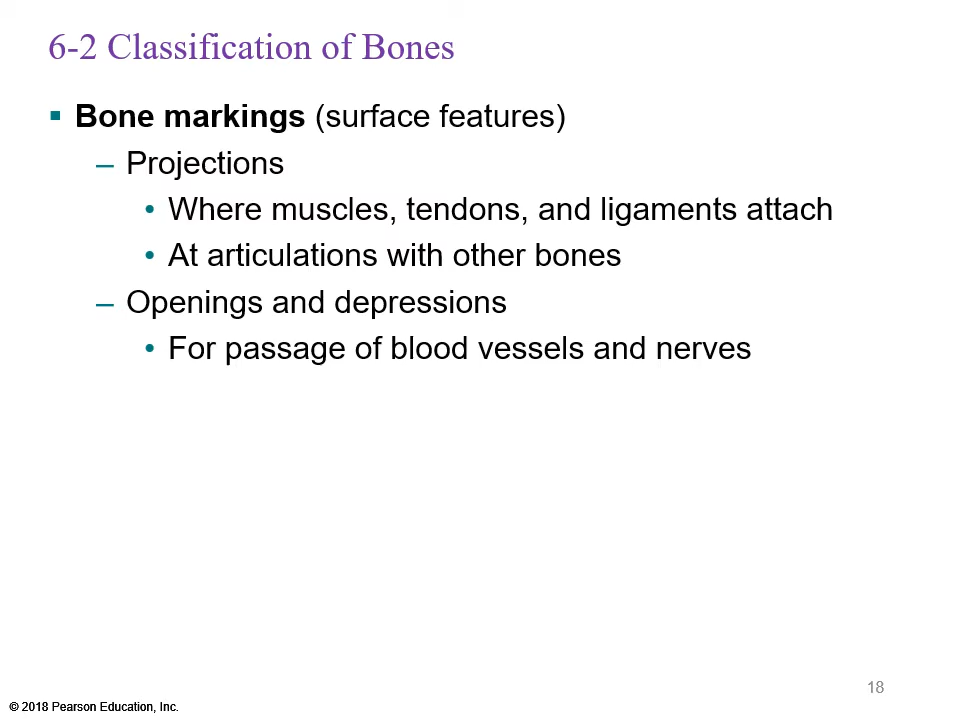 6-2 Classification of Bones
▪ Bone markings (surface features)
– Projections
• Where muscles, tendons, and ligaments attach
• At articulations with other bones
– Openings and depressions
• For passage of blood vessels and nerves
18
© 2018 Pearson Education, Inc.